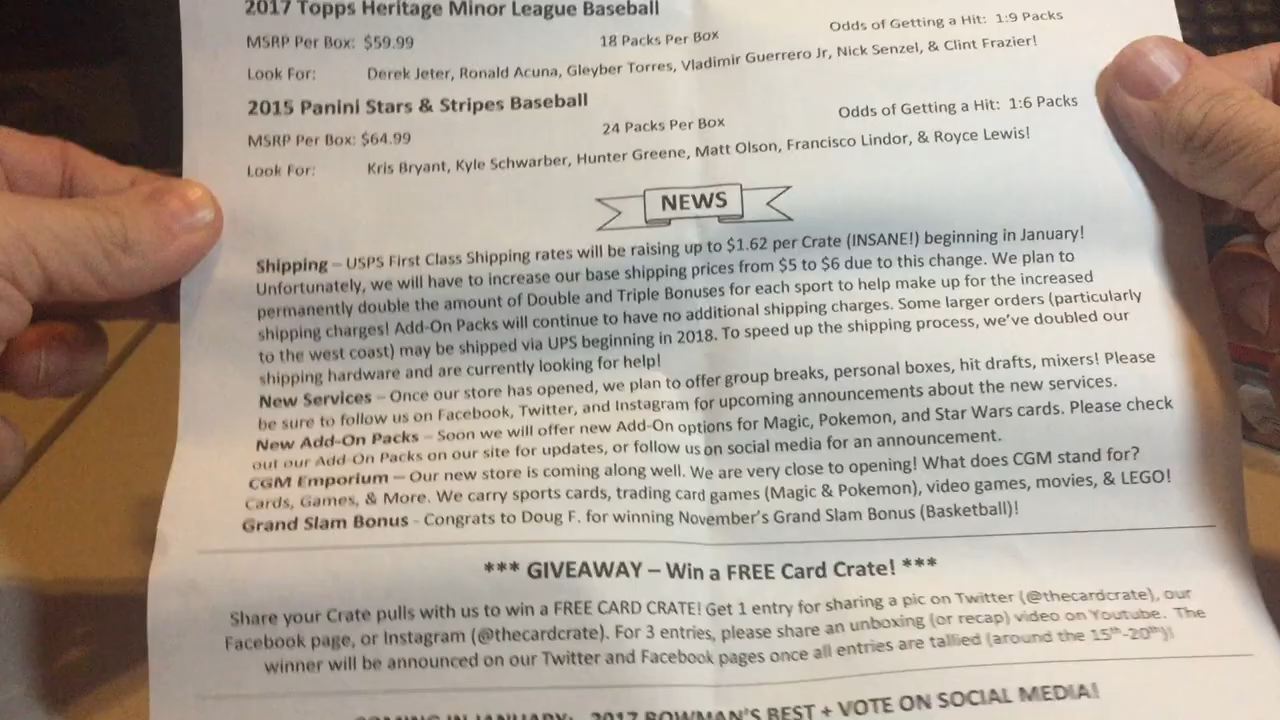 2017 Topps Heritage Minor League Baseball
MSRP Per Box: $59.99 18 Packs Per Box Odds of Getting a Hit: 1:9 Packs
Look For: Derek Jeter, Ronald Acuna, Gleyber Torres, Vladimir Guerrero Jr, Nick Senzel, & Clint Frazier!
2015 Panini Stars & Stripes Baseball
MSRP Per Box: $64.99 24 Packs Per Box Odds of Getting a Hit: 1:6 Packs
Look For: Kris Bryant, Kyle Schwarber, Hunter Greene, Matt Olson, Francisco Lindor, & Royce Lewis!
NEWS
Shipping – USPS First Class Shipping rates will be raising up to $1.62 per Crate (INSANE!) beginning in January!
Unfortunately, we will have to increase our base shipping prices from $5 to $6 due to this change. We plan to
permanently double the amount of Double and Triple Bonuses for each sport to help make up for the increased
shipping charges! Add-On Packs will continue to have no additional shipping charges. Some larger orders (particularly
to the west coast) may be shipped via UPS beginning in 2018. To speed up the shipping process, we've doubled our
shipping hardware and are currently looking for help!
New Services – Once our store has opened, we plan to offer group breaks, personal boxes, hit drafts, mixers! Please
be sure to follow us on Facebook, Twitter, and Instagram for upcoming announcements about the new services.
New Add-On Packs – Soon we will offer new Add-On options for Magic, Pokemon, and Star Wars cards. Please check
out our Add-On Packs on our site for updates, or follow us on social media for an announcement.
CGM Emporium – Our new store is coming along well. We are very close to opening! What does CGM stand for?
Cards, Games, & More. We carry sports cards, trading card games (Magic & Pokemon), video games, movies, & LEGO!
Grand Slam Bonus - Congrats to Doug F. for winning November's Grand Slam Bonus (Basketball)!
*** GIVEAWAY – Win a FREE Card Crate! ***
Share your Crate pulls with us to win a FREE CARD CRATE! Get 1 entry for sharing a pic on Twitter (@thecardcrate), our
Facebook page, or Instagram (@thecardcrate). For 3 entries, please share an unboxing (or recap) video on Youtube. The
winner will be announced on our Twitter and Facebook pages once all entries are tallied (around the 15th-20th)!
COMING IN JANUARY: 2017 BOWMAN'S BEST + VOTE ON SOCIAL MEDIA!